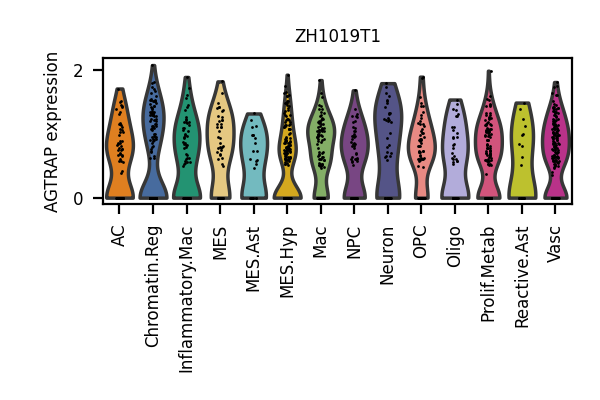 ZH1019T1
AGTRAP expression
2
0
AC
Chromatin.Reg
Inflammatory.Mac
MES
MES.Ast
MES.Hyp
Mac
NPC
Neuron
OPC
Oligo
Prolif.Metab
Reactive.Ast
Vasc